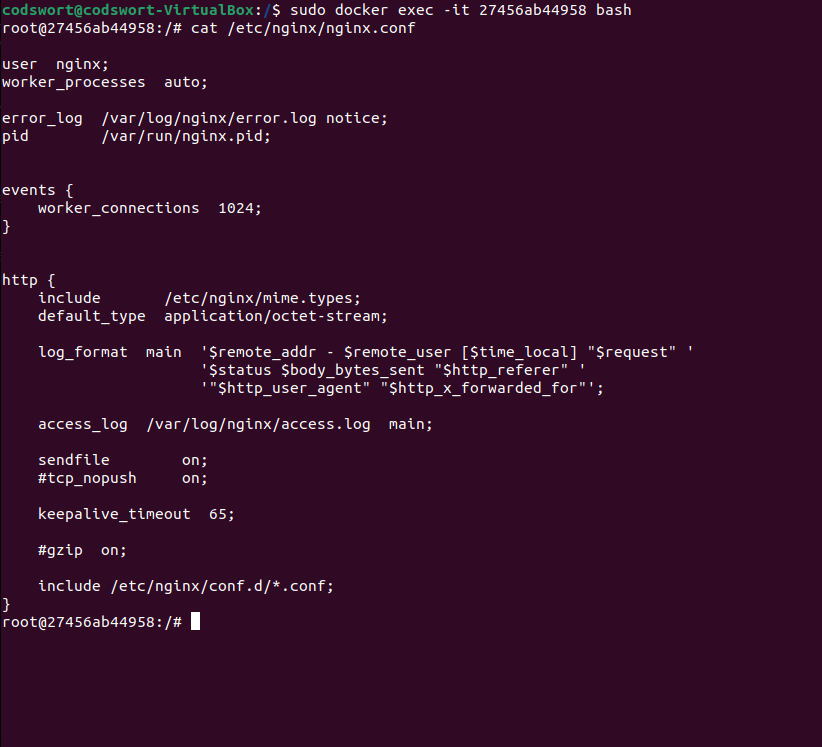 codswort@codswort-VirtualBox:/$ sudo docker exec -it 27456ab44958 bash
root@27456ab44958:/# cat /etc/nginx/nginx.conf

user  nginx;
worker_processes  auto;

error_log  /var/log/nginx/error.log notice;
pid        /var/run/nginx.pid;


events {
    worker_connections  1024;
}


http {
    include       /etc/nginx/mime.types;
    default_type  application/octet-stream;

    log_format  main  '$remote_addr - $remote_user [$time_local] "$request" '
                      '$status $body_bytes_sent "$http_referer" '
                      '"$http_user_agent" "$http_x_forwarded_for"';

    access_log  /var/log/nginx/access.log  main;

    sendfile        on;
    #tcp_nopush     on;

    keepalive_timeout  65;

    #gzip  on;

    include /etc/nginx/conf.d/*.conf;
}
root@27456ab44958:/#